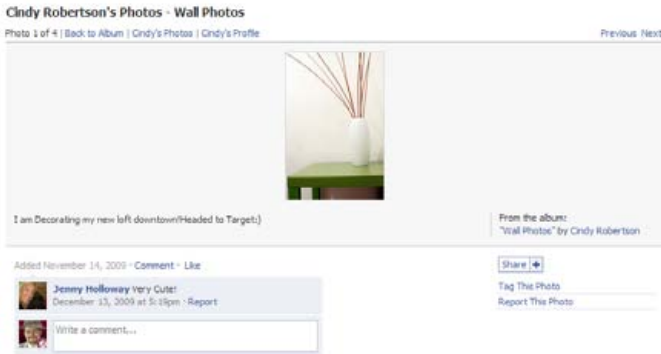 Cindy Robertson's Photos - Wall Photos
Photo 1 of 4 | Back to Album | Cindy's Photos | Cindy's Profile
Previous Next
I am Decorating my new loft downtown!Headed to Target:)
From the album:
"Wall Photos" by Cindy Robertson
Added November 14, 2009 · Comment · Like
Share +
Jenny Holloway Very Cute!
December 13, 2009 at 5:19pm · Report
Tag This Photo
Report This Photo
Write a comment...